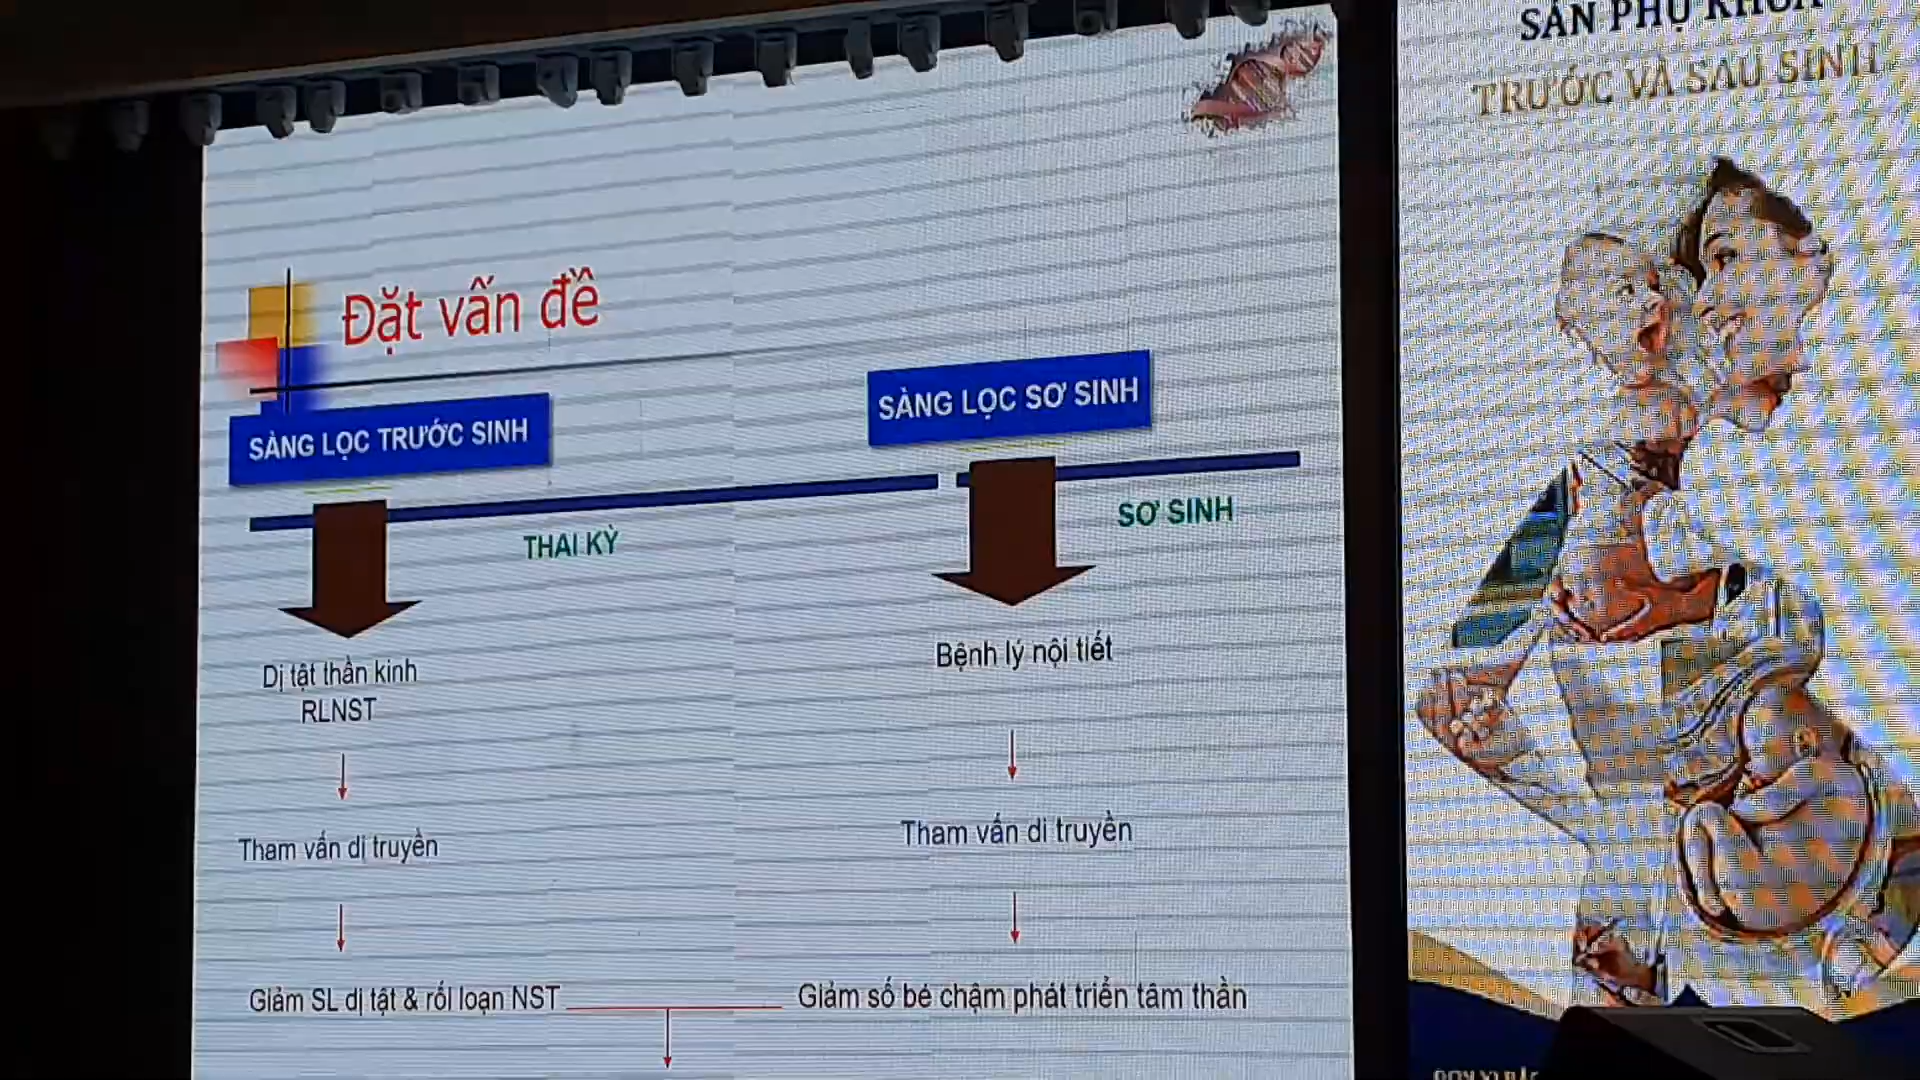 SẢN PHỤ KHOA
TRƯỚC VÀ SAU SINH
Đặt vấn đề
SÀNG LỌC TRƯỚC SINH
SÀNG LỌC SƠ SINH
THAI KỲ
SƠ SINH
Dị tật thần kinh
RLNST
Bệnh lý nội tiết
Tham vấn di truyền
Tham vấn di truyền
Giảm SL dị tật & rối loạn NST
Giảm số bé chậm phát triển tâm thần